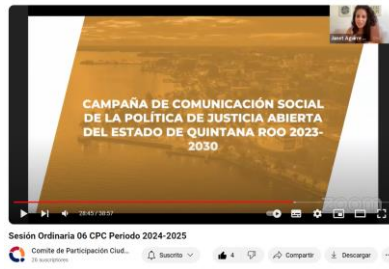 Janet Aguirre
CAMPAÑA DE COMUNICACIÓN SOCIAL
DE LA POLÍTICA DE JUSTICIA ABIERTA
DEL ESTADO DE QUINTANA ROO 2023-
2030
28:45 / 38:57
Sesión Ordinaria 06 CPC Periodo 2024-2025
Comite de Participación Ciud...
26 suscriptores
Suscrito
4
Compartir
Descargar